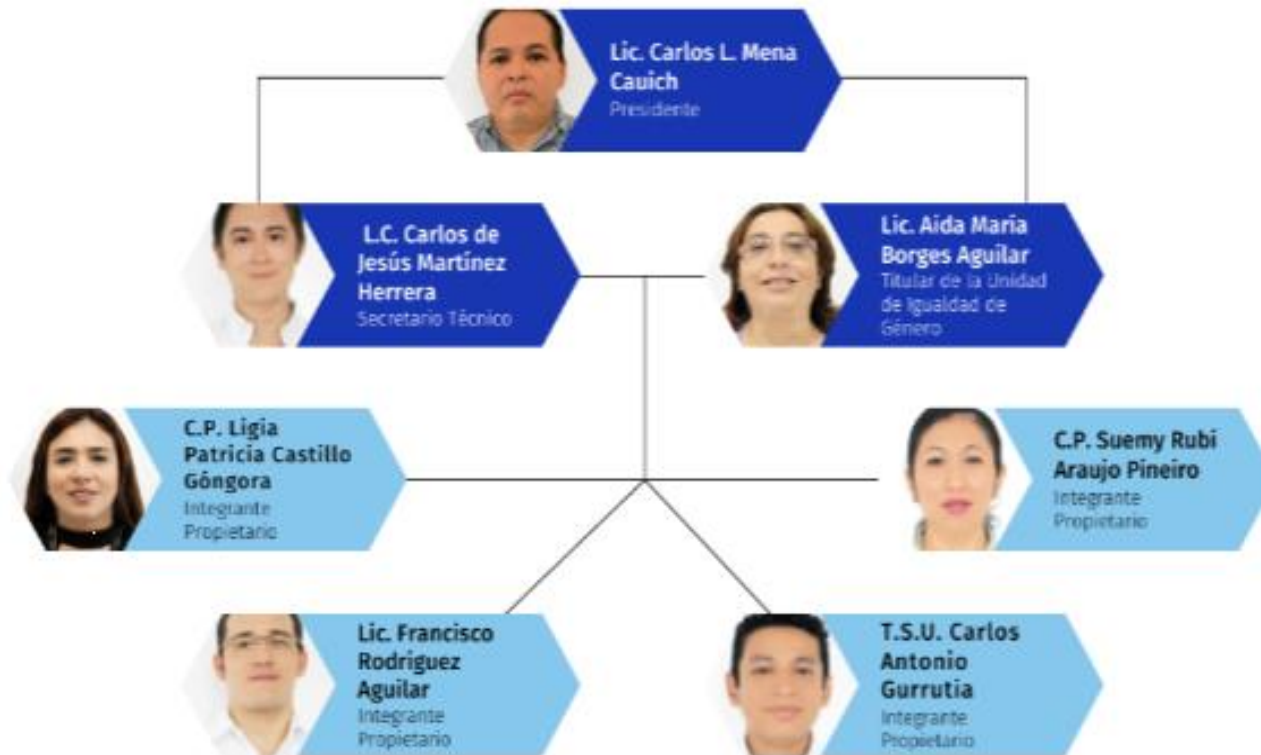 Lic. Carlos L. Mena
Cauich
Presidente
L.C. Carlos de
Jesús Martínez
Herrera
Secretario Técnico
Lic. Aida María
Borges Aguilar
Titular de la Unidad
de Igualdad de
Género
C.P. Ligia
Patricia Castillo
Góngora
Integrante
Propietario
C.P. Suemy Rubí
Araujo Pineiro
Integrante
Propietario
Lic. Francisco
Rodriguez
Aguilar
Integrante
Propietario
T.S.U. Carlos
Antonio
Gurrutia
Integrante
Propietario